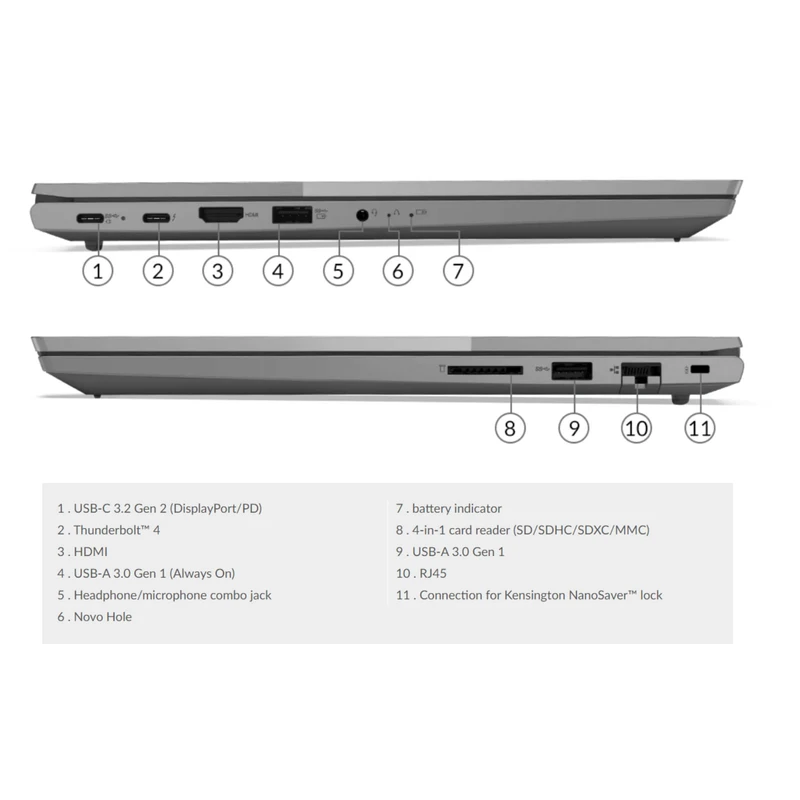 HDMI
1
2
3
4
5
6
7
8
9
10
11
1 . USB-C 3.2 Gen 2 (DisplayPort/PD)
2 . Thunderbolt™ 4
3 . HDMI
4 . USB-A 3.0 Gen 1 (Always On)
5 . Headphone/microphone combo jack
6 . Novo Hole
7 . battery indicator
8 . 4-in-1 card reader (SD/SDHC/SDXC/MMC)
9 . USB-A 3.0 Gen 1
10 . RJ45
11 . Connection for Kensington NanoSaver™ lock